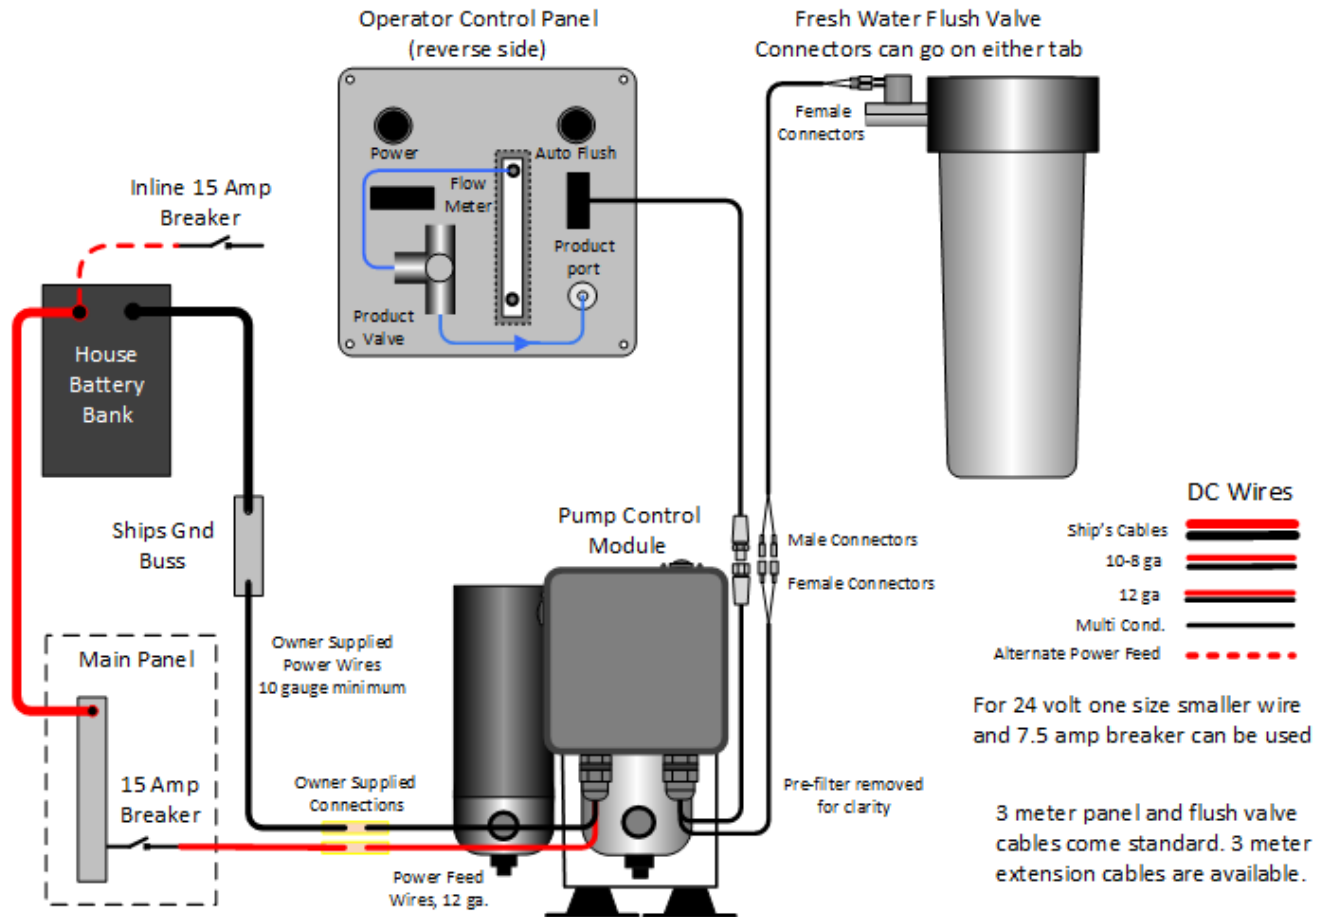 Operator Control Panel
(reverse side)
Fresh Water Flush Valve
Connectors can go on either tab
Female
Connectors
Power
Auto Flush
Flow
Meter
Product
port
Product
Valve
Inline 15 Amp
Breaker
House
Battery
Bank
Ships Gnd
Buss
Pump Control
Module
Male Connectors
Female Connectors
DC Wires
Ship's Cables
10-8 ga
12 ga
Multi Cond.
Alternate Power Feed
Owner Supplied
Power Wires
10 gauge minimum
Main Panel
15 Amp
Breaker
Owner Supplied
Connections
Power Feed
Wires, 12 ga.
Pre-filter removed
for clarity
For 24 volt one size smaller wire
and 7.5 amp breaker can be used
3 meter panel and flush valve
cables come standard. 3 meter
extension cables are available.